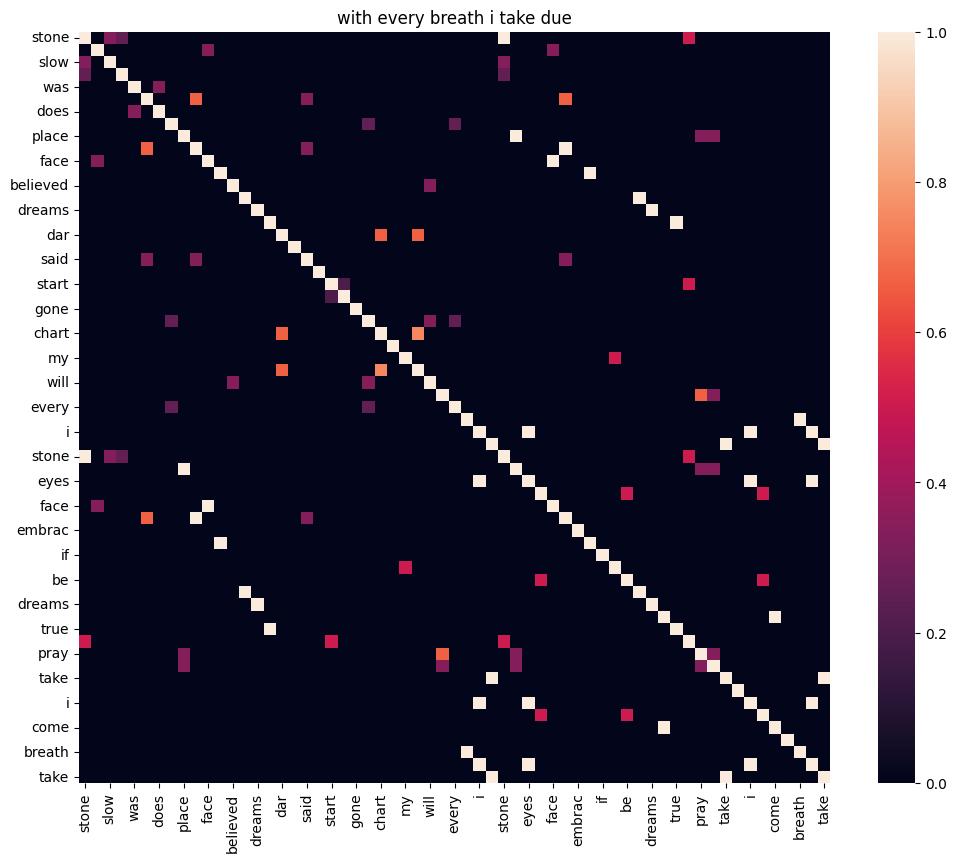 with every breath i take due
stone
slow
was
does
place
face
believed
dreams
dar
said
start
gone
chart
my
will
every
i
stone
eyes
face
embrac
if
be
dreams
true
pray
take
i
come
breath
take
1.0
0.8
0.6
0.4
0.2
0.0
stone
slow
was
does
place
face
believed
dreams
dar
said
start
gone
chart
my
will
every
i
stone
eyes
face
embrac
if
be
dreams
true
pray
take
i
come
breath
take